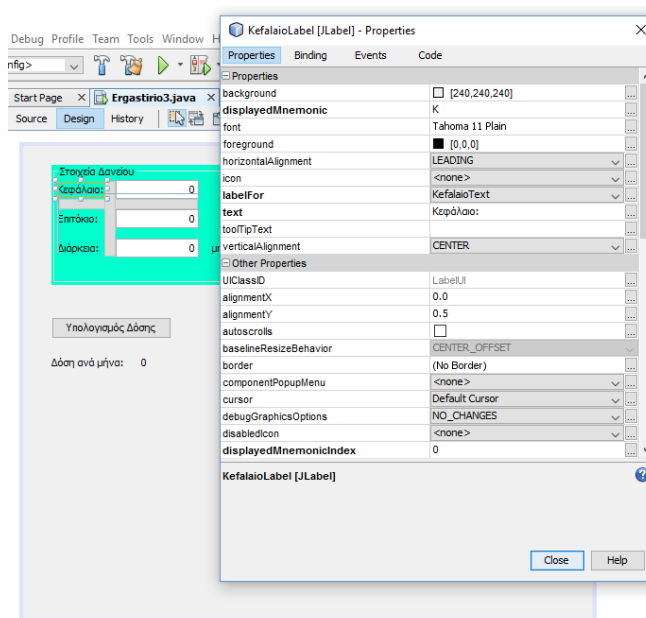 Debug Profile Team Tools Window H
nfig>
Start Page Ergastirio3.java
Source Design History
Στοιχεία Δανείου
Κεφάλαιο: 0
Επιτόκιο: 0
Διάρκεια: 0 μη
Υπολογισμός Δόσης
Δόση ανά μήνα: 0
KefalaioLabel [JLabel] - Properties
Properties Binding Events Code
Properties
background [240,240,240] ...
displayedMnemonic K ...
font Tahoma 11 Plain ...
foreground [0,0,0] ...
horizontalAlignment LEADING ...
icon <none> ...
labelFor KefalaioText ...
text Κεφάλαιο: ...
toolTipText ...
verticalAlignment CENTER ...
Other Properties
UIClassID LabelUI ...
alignmentX 0.0 ...
alignmentY 0.5 ...
autoscrolls ...
baselineResizeBehavior CENTER_OFFSET
border (No Border) ...
componentPopupMenu <none> ...
cursor Default Cursor ...
debugGraphicsOptions NO_CHANGES ...
disabledIcon <none> ...
displayedMnemonicIndex 0 ...
KefalaioLabel [JLabel]
Close Help